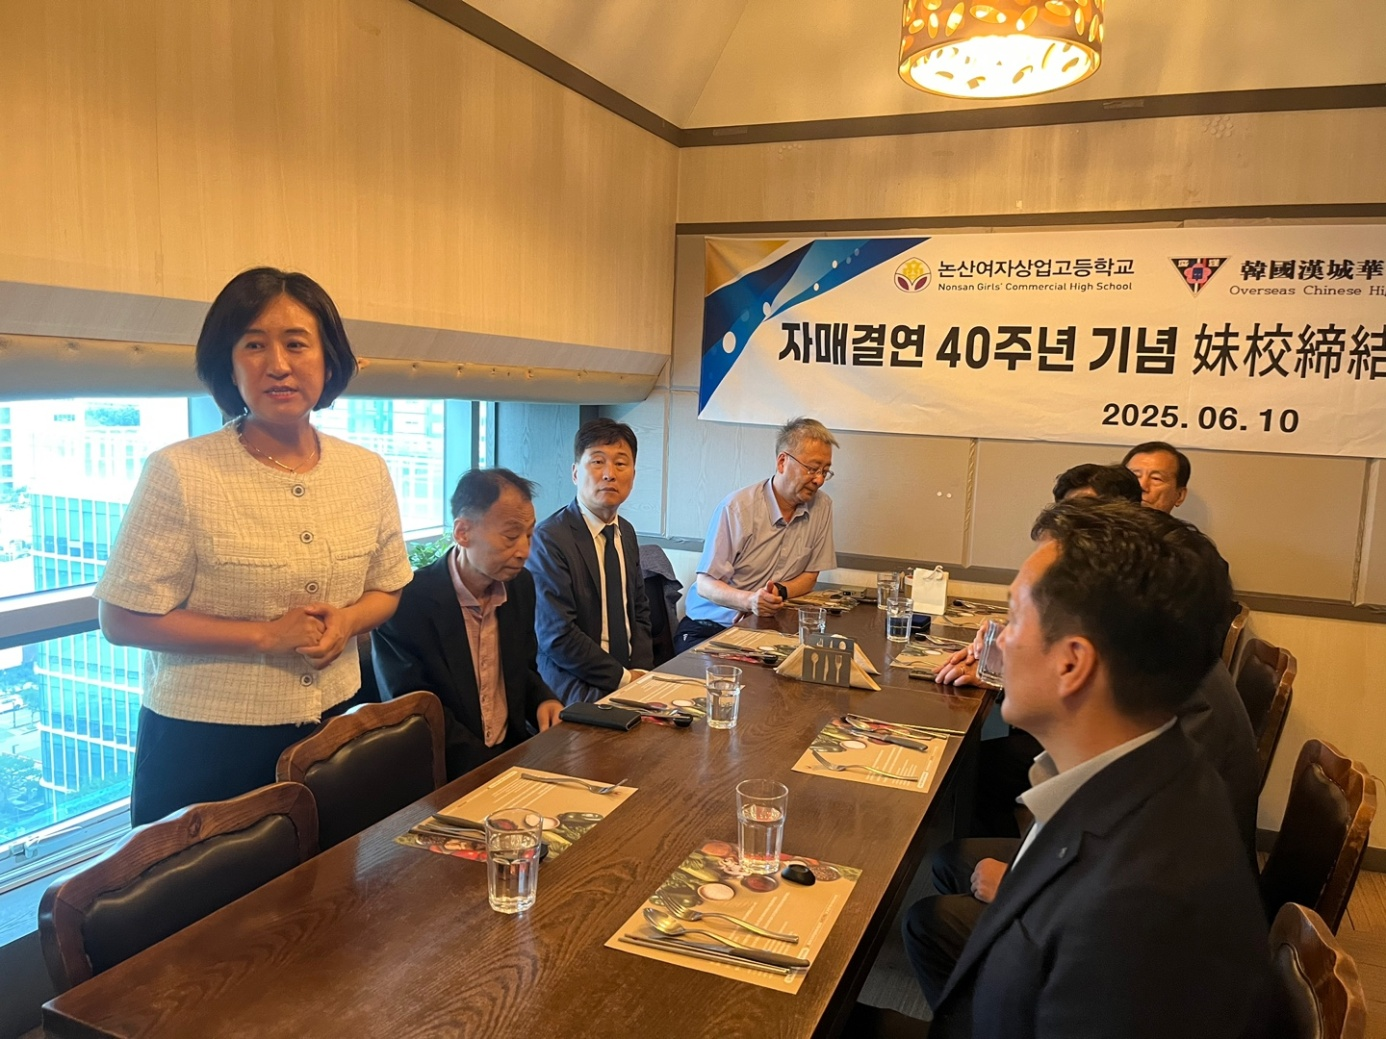 논산여자상업고등학교
Nonsan Girls' Commercial High School
韓國漢城華
Overseas Chinese Hi
자매결연 40주년 기념 妹校締結
2025. 06. 10